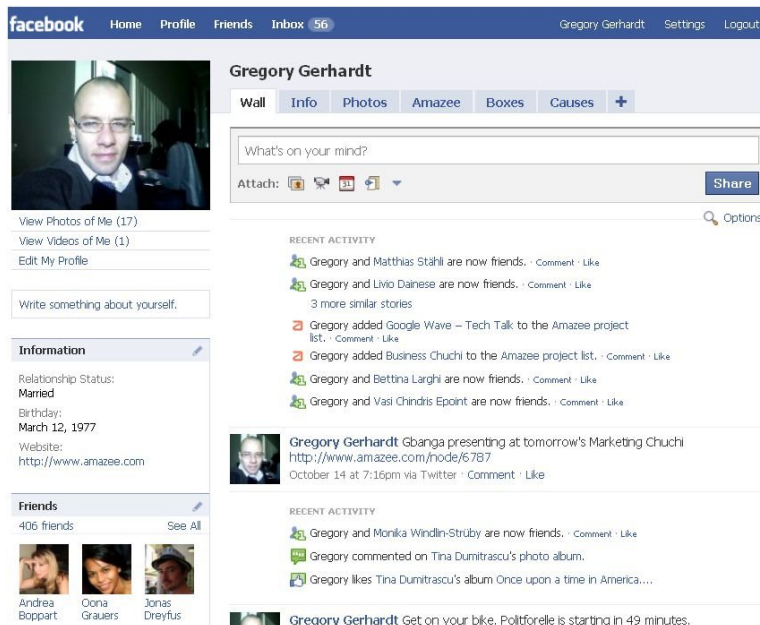 facebook Home Profile Friends Inbox 56 Gregory Gerhardt Settings Logout
Gregory Gerhardt
Wall Info Photos Amazee Boxes Causes +
What's on your mind?
Attach: 31 Share
Options
View Photos of Me (17)
View Videos of Me (1)
Edit My Profile
Write something about yourself.
Information
Relationship Status:
Married
Birthday:
March 12, 1977
Website:
http://www.amazee.com
Friends
406 friends See All
Andrea
Boppart
Oona
Grauers
Jonas
Dreyfus
RECENT ACTIVITY
Gregory and Matthias Stähli are now friends. · Comment · Like
Gregory and Livio Dainese are now friends. · Comment · Like
3 more similar stories
Gregory added Google Wave – Tech Talk to the Amazee project
list. · Comment · Like
Gregory added Business Chuchi to the Amazee project list. · Comment · Like
Gregory and Bettina Larghi are now friends. · Comment · Like
Gregory and Vasi Chindris Epoint are now friends. · Comment · Like
Gregory Gerhardt Gbanga presenting at tomorrow's Marketing Chuchi
http://www.amazee.com/node/6787
October 14 at 7:16pm via Twitter · Comment · Like
RECENT ACTIVITY
Gregory and Monika Windlin-Strüby are now friends. · Comment · Like
Gregory commented on Tina Dumitrascu's photo album.
Gregory likes Tina Dumitrascu's album Once upon a time in America....
Gregory Gerhardt Get on your bike. Politforelle is starting in 49 minutes.